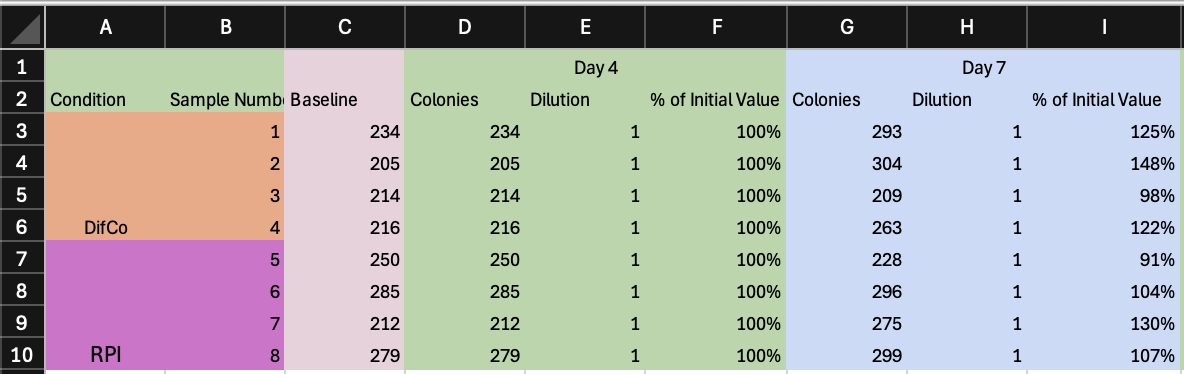 A B C D E F G H I
1 Day 4 Day 7
2 Condition Sample Numbe Baseline Colonies Dilution % of Initial Value Colonies Dilution % of Initial Value
3 1 234 234 1 100% 293 1 125%
4 2 205 205 1 100% 304 1 148%
5 3 214 214 1 100% 209 1 98%
6 DifCo 4 216 216 1 100% 263 1 122%
7 5 250 250 1 100% 228 1 91%
8 6 285 285 1 100% 296 1 104%
9 7 212 212 1 100% 275 1 130%
10 RPI 8 279 279 1 100% 299 1 107%